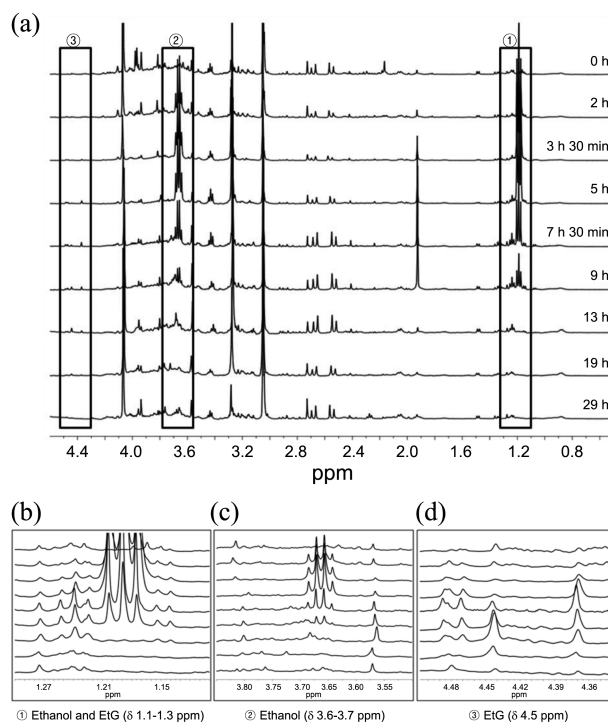 (a)
③ ② ①
0 h
2 h
3 h 30 min
5 h
7 h 30 min
9 h
13 h
19 h
29 h
4.4 4.0 3.6 3.2 2.8 2.4 2.0 1.6 1.2 0.8
ppm
(b) (c) (d)
1.27 1.21 1.15
ppm
3.80 3.75 3.70 3.65 3.60 3.55
ppm
4.48 4.45 4.42 4.39 4.36
ppm
① Ethanol and EtG (δ 1.1-1.3 ppm) ② Ethanol (δ 3.6-3.7 ppm) ③ EtG (δ 4.5 ppm)